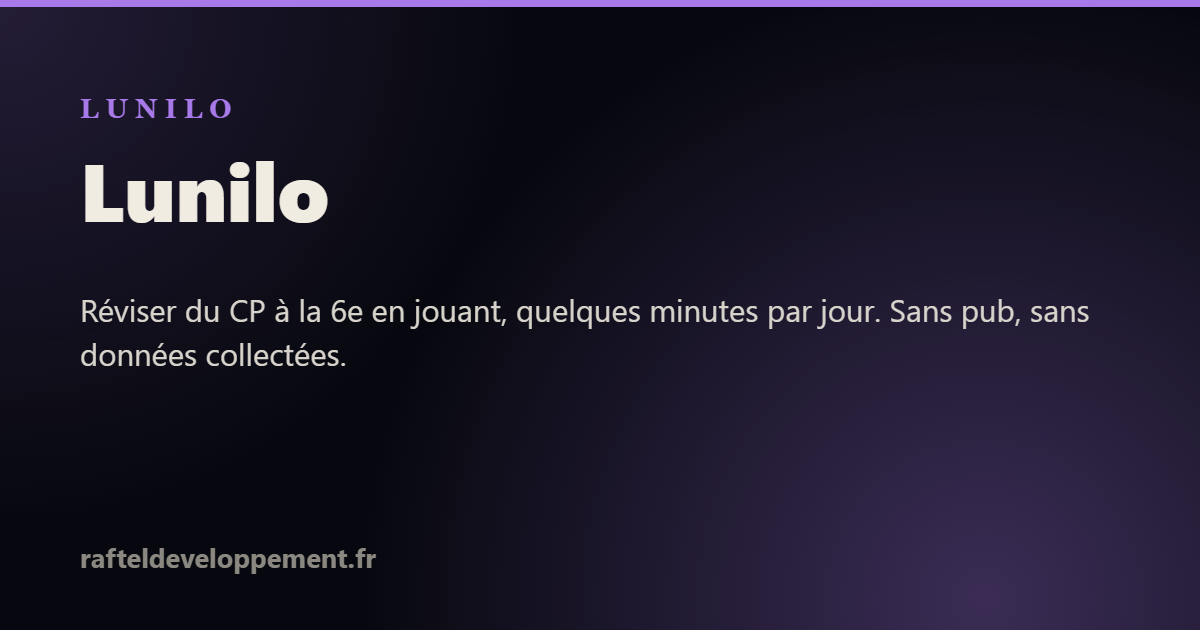 LUNILO
Lunilo
Réviser du CP à la 6e en jouant, quelques minutes par jour. Sans pub, sans
données collectées.
rafteldeveloppement.fr